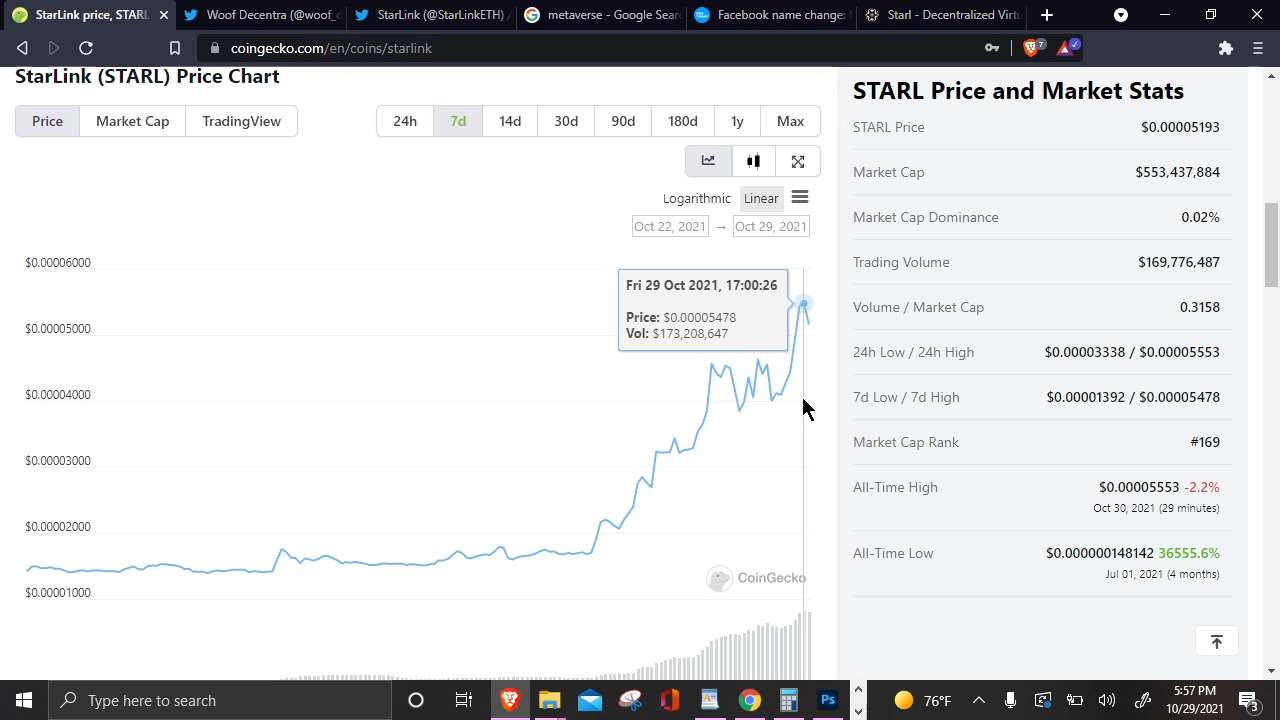 StarLink price, STARL
Woof Decentra (@woof_
StarLink (@StarLinkETH) /
metaverse - Google Sear
Facebook name change:
Starl - Decentralized Virtu
coingecko.com/en/coins/starlink
7
StarLink (STARL) Price Chart
Price
Market Cap
TradingView
24h
7d
14d
30d
90d
180d
1y
Max
Logarithmic
Linear
Oct 22, 2021 → Oct 29, 2021
$0.00006000
$0.00005000
$0.00004000
$0.00003000
$0.00002000
$0.00001000
Fri 29 Oct 2021, 17:00:26
Price: $0.00005478
Vol: $173,208,647
CoinGecko
STARL Price and Market Stats
STARL Price $0.00005193
Market Cap $553,437,884
Market Cap Dominance 0.02%
Trading Volume $169,776,487
Volume / Market Cap 0.3158
24h Low / 24h High $0.00003338 / $0.00005553
7d Low / 7d High $0.00001392 / $0.00005478
Market Cap Rank #169
All-Time High $0.00005553 -2.2%
Oct 30, 2021 (29 minutes)
All-Time Low $0.000000148142 36555.6%
Jul 01, 2021 (4 months)
Type here to search
Ps
76°F
5:57 PM
10/29/2021
3